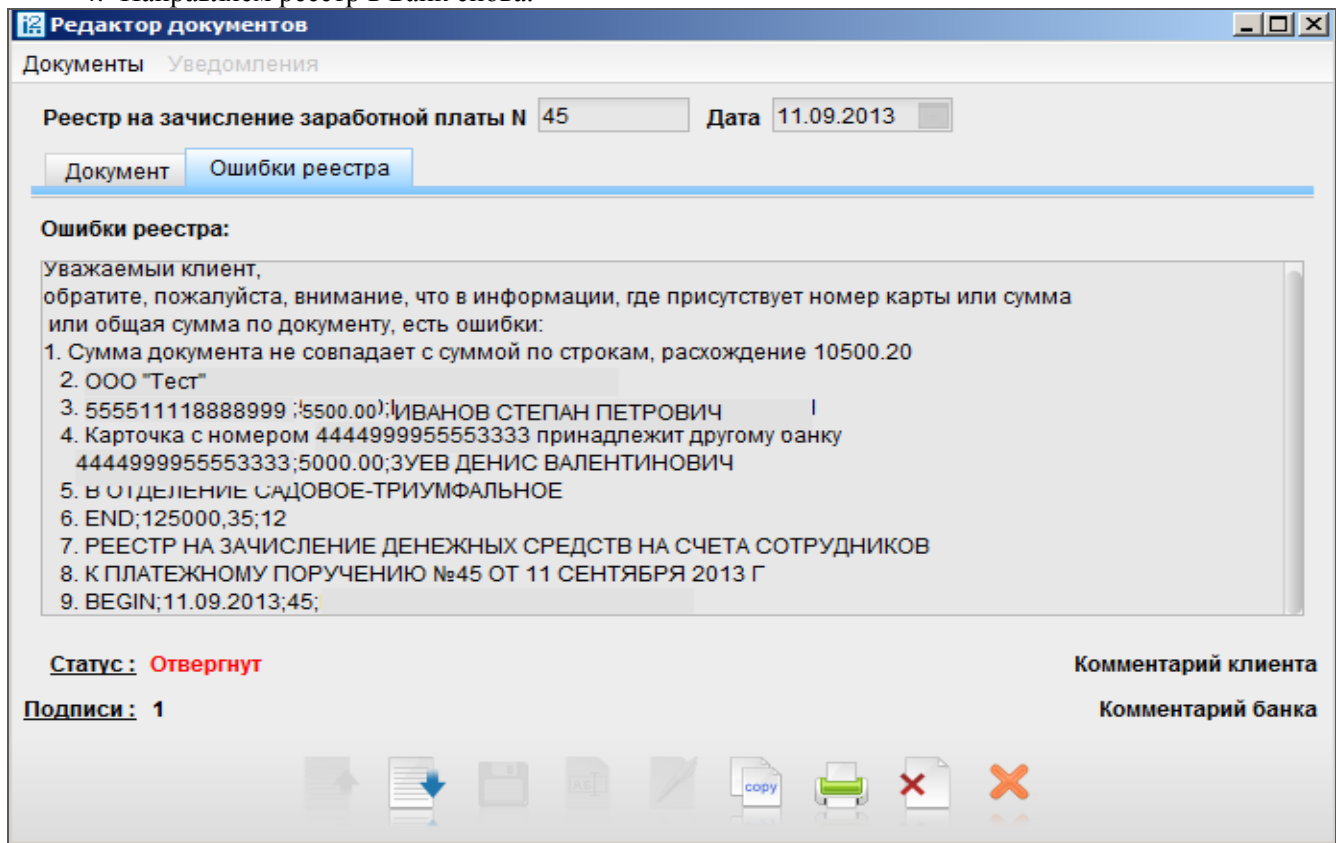 4. Направляем реестр в Банк снова.
Редактор документов
Документы Уведомления
Реестр на зачисление заработной платы N 45 Дата 11.09.2013
Документ Ошибки реестра
Ошибки реестра:
Уважаемый клиент,
обратите, пожалуйста, внимание, что в информации, где присутствует номер карты или сумма
или общая сумма по документу, есть ошибки:
1. Сумма документа не совпадает с суммой по строкам, расхождение 10500.20
2. ООО "Тест"
3. 555511118888999 ;5500.00);ИВАНОВ СТЕПАН ПЕТРОВИЧ
4. Карточка с номером 4444999955553333 принадлежит другому банку
4444999955553333;5000.00;ЗУЕВ ДЕНИС ВАЛЕНТИНОВИЧ
5. В ОТДЕЛЕНИЕ САДОВОЕ-ТРИУМФАЛЬНОЕ
6. END;125000,35;12
7. РЕЕСТР НА ЗАЧИСЛЕНИЕ ДЕНЕЖНЫХ СРЕДСТВ НА СЧЕТА СОТРУДНИКОВ
8. К ПЛАТЕЖНОМУ ПОРУЧЕНИЮ №45 ОТ 11 СЕНТЯБРЯ 2013 Г
9. BEGIN;11.09.2013;45;
Статус : Отвергнут Комментарий клиента
Подписи : 1 Комментарий банка
copy